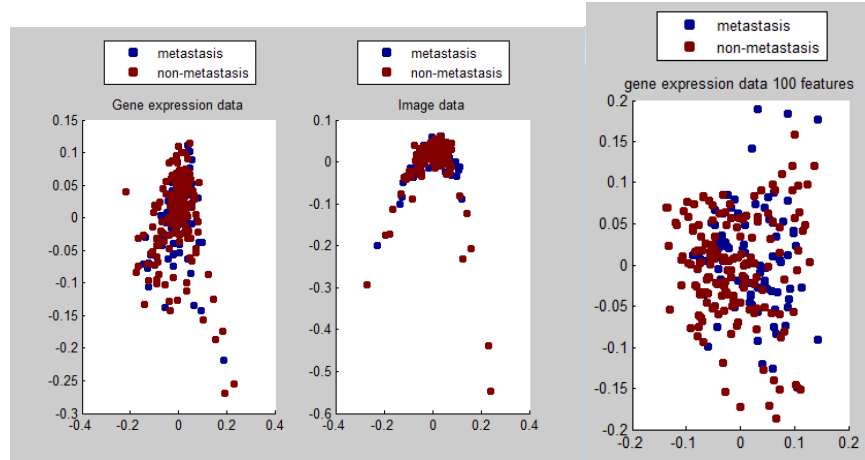 metastasis
non-metastasis
Gene expression data
0.15
0.1
0.05
0
-0.05
-0.1
-0.15
-0.2
-0.25
-0.3
-0.4 -0.2 0 0.2 0.4
metastasis
non-metastasis
Image data
0.1
0
-0.1
-0.2
-0.3
-0.4
-0.5
-0.6
-0.4 -0.2 0 0.2 0.4
metastasis
non-metastasis
gene expression data 100 features
0.2
0.15
0.1
0.05
0
-0.05
-0.1
-0.15
-0.2
-0.2 -0.1 0 0.1 0.2